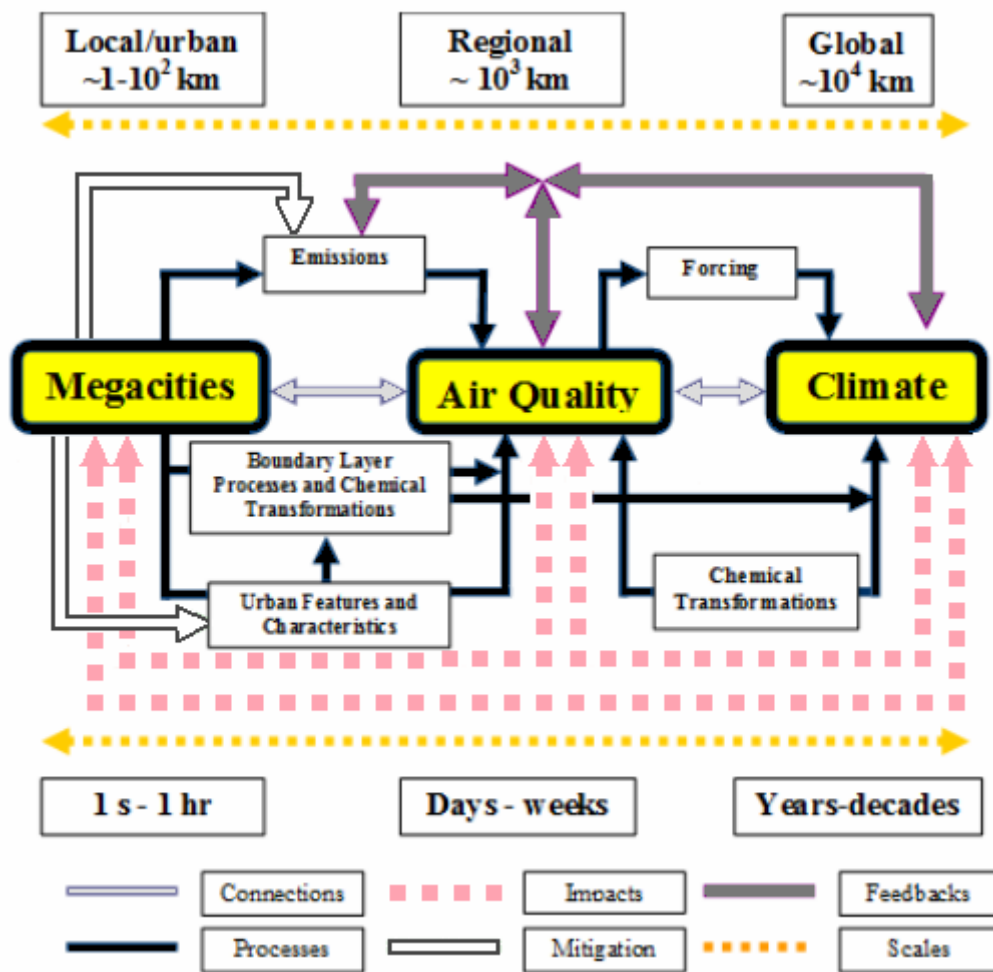 Local/urban
~1-10² km
Regional
~ 10³ km
Global
~10⁴ km
Emissions
Forcing
Megacities
Air Quality
Climate
Boundary Layer
Processes and Chemical
Transformations
Urban Features and
Characteristics
Chemical
Transformations
1 s - 1 hr
Days - weeks
Years-decades
Connections
Impacts
Feedbacks
Processes
Mitigation
Scales